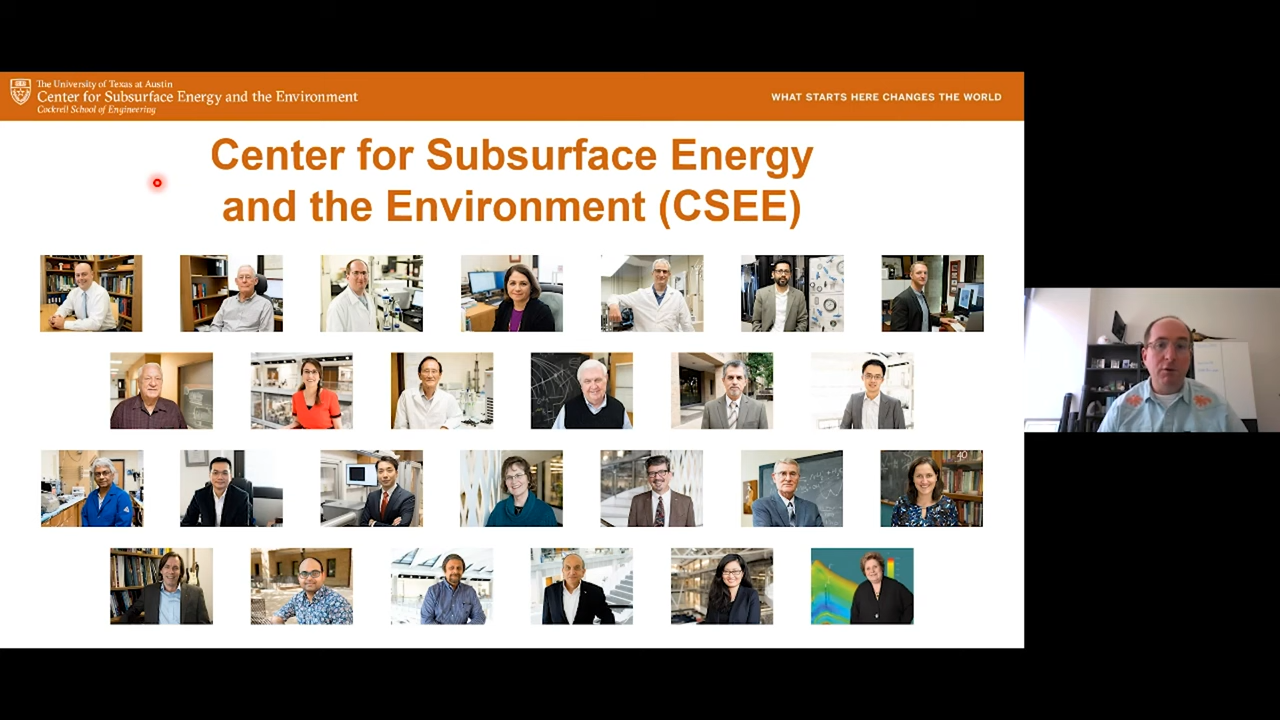 The University of Texas at Austin
Center for Subsurface Energy and the Environment
Cockrell School of Engineering
WHAT STARTS HERE CHANGES THE WORLD
Center for Subsurface Energy
and the Environment (CSEE)
40